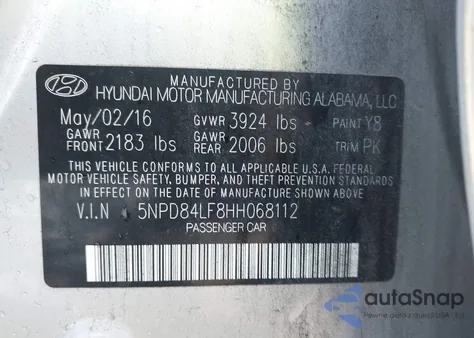 MANUFACTURED BY
HYUNDAI MOTOR MANUFACTURING ALABAMA, LLC
May/02/16 GVWR 3924 lbs PAINT Y8
GAWR FRONT 2183 lbs GAWR REAR 2006 lbs TRIM PK
THIS VEHICLE CONFORMS TO ALL APPLICABLE U.S.A. FEDERAL
MOTOR VEHICLE SAFETY, BUMPER, AND THEFT PREVENTION STANDARDS IN
EFFECT ON THE DATE OF MANUFACTURE SHOWN ABOVE.
V.I.N 5NPD84LF8HH068112
PASSENGER CAR
autoSnap